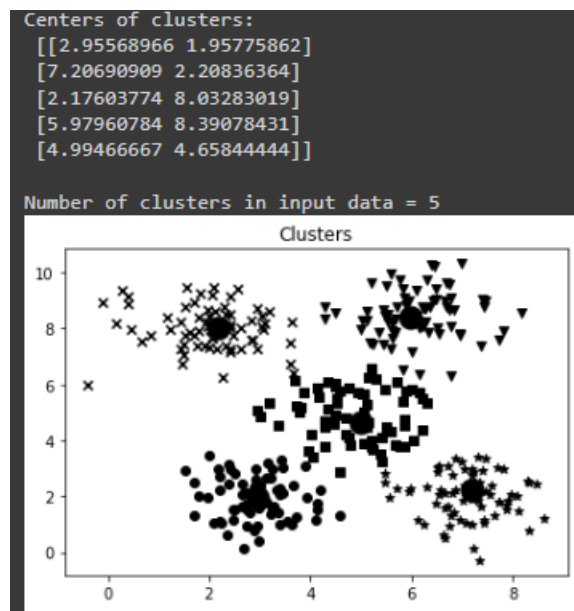 Centers of clusters:
[[2.95568966 1.95775862]
[7.20690909 2.20836364]
[2.17603774 8.03283019]
[5.97960784 8.39078431]
[4.99466667 4.65844444]]
Number of clusters in input data = 5
Clusters
10
8
6
4
2
0
0 2 4 6 8